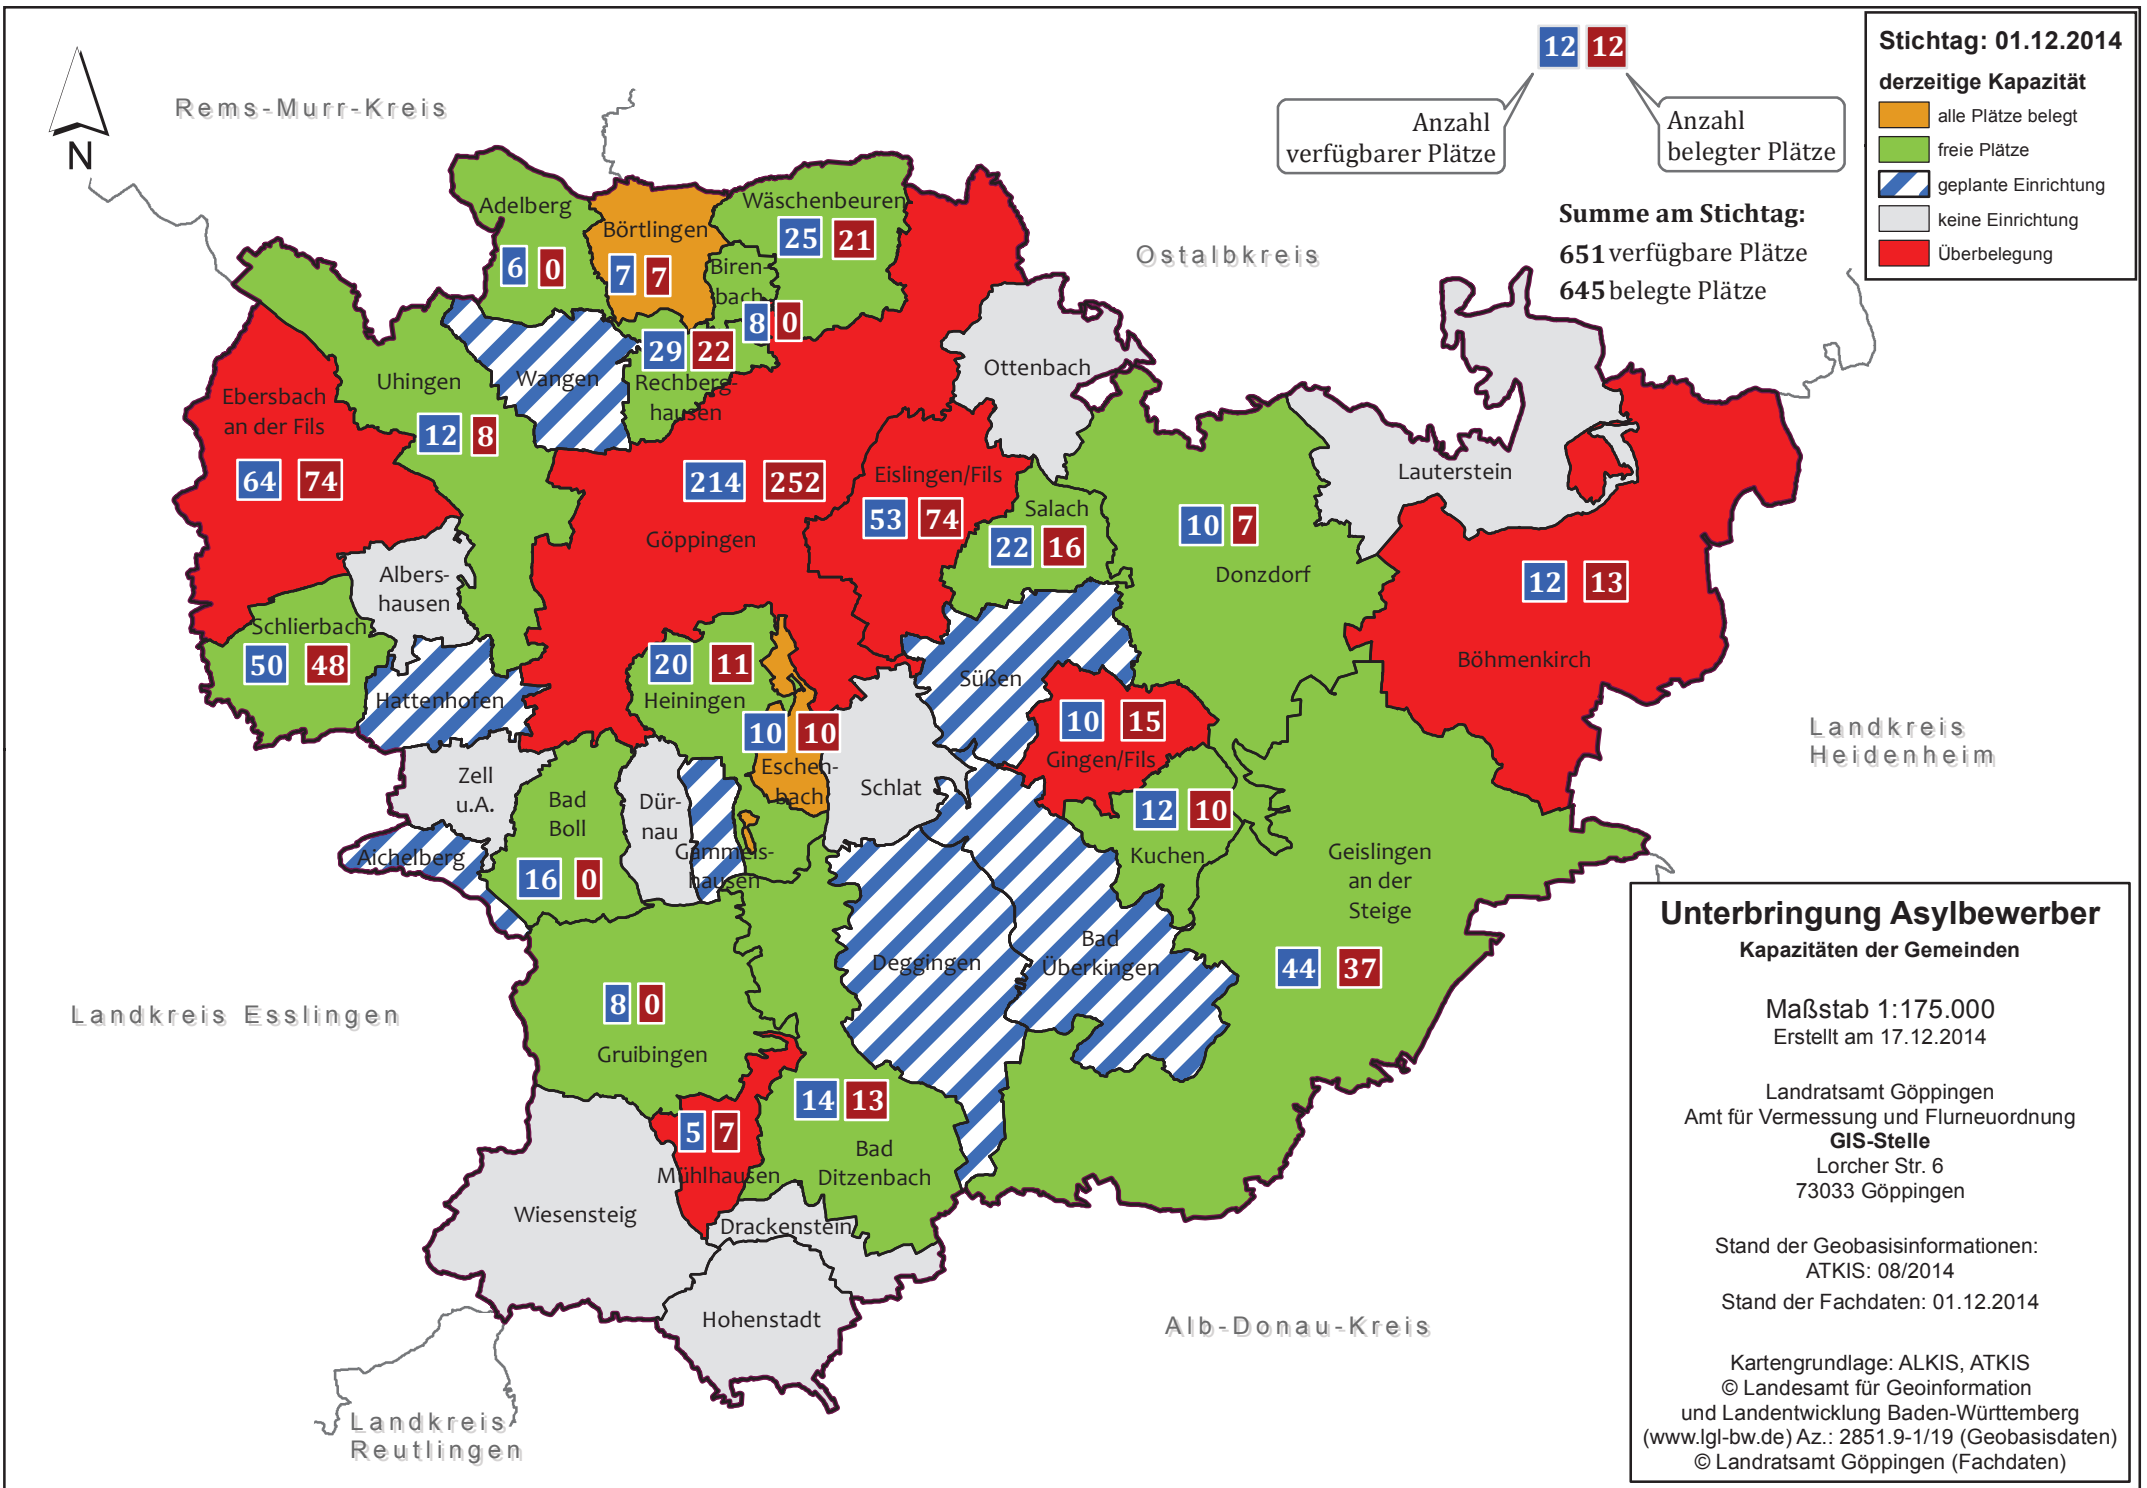 Stichtag: 01.12.2014
derzeitige Kapazität
alle Plätze belegt
freie Plätze
geplante Einrichtung
keine Einrichtung
Überbelegung
12 12
Anzahl
verfügbarer Plätze
Anzahl
belegter Plätze
Summe am Stichtag:
651 verfügbare Plätze
645 belegte Plätze
N
Rems-Murr-Kreis
Ostalbkreis
Landkreis
Heidenheim
Landkreis Esslingen
Alb-Donau-Kreis
Landkreis
Reutlingen
Adelberg
6 0
Börtlingen
7 7
Wäschenbeuren
25 21
Biren-
bach
8 0
29 22
Rechberg-
hausen
Wangen
Uhingen
12 8
Ebersbach
an der Fils
64 74
Ottenbach
Lauterstein
214 252
Göppingen
Eislingen/Fils
53 74
Salach
22 16
10 7
Donzdorf
12 13
Böhmenkirch
Albers-
hausen
Schlierbach
50 48
Hattenhofen
20 11
Heiningen
10 10
Eschen-
bach
Süßen
10 15
Gingen/Fils
Schlat
Zell
u.A.
Bad
Boll
16 0
Dür-
nau
Gammels-
hausen
Aichelberg
12 10
Kuchen
Geislingen
an der
Steige
44 37
Deggingen
Bad
Überkingen
8 0
Gruibingen
5 7
Mühlhausen
14 13
Bad
Ditzenbach
Wiesensteig
Drackenstein
Hohenstadt
Unterbringung Asylbewerber
Kapazitäten der Gemeinden
Maßstab 1:175.000
Erstellt am 17.12.2014
Landratsamt Göppingen
Amt für Vermessung und Flurneuordnung
GIS-Stelle
Lorcher Str. 6
73033 Göppingen
Stand der Geobasisinformationen:
ATKIS: 08/2014
Stand der Fachdaten: 01.12.2014
Kartengrundlage: ALKIS, ATKIS
© Landesamt für Geoinformation
und Landentwicklung Baden-Württemberg
(www.lgl-bw.de) Az.: 2851.9-1/19 (Geobasisdaten)
© Landratsamt Göppingen (Fachdaten)